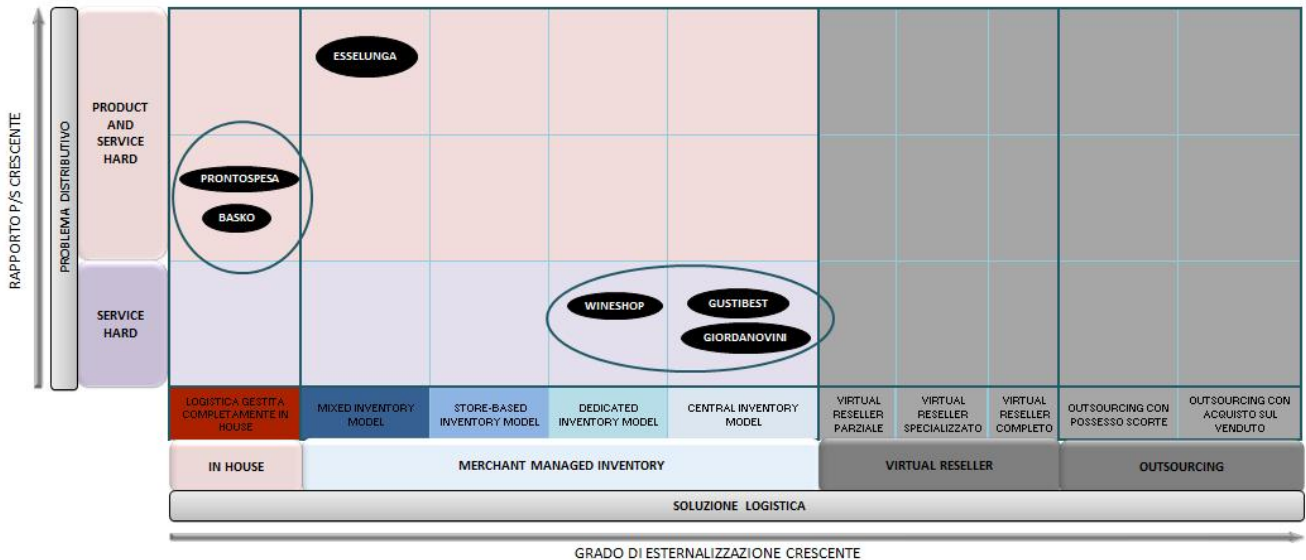 RAPPORTO P/S CRESCENTE
PROBLEMA DISTRIBUTIVO
PRODUCT
AND
SERVICE
HARD
SERVICE
HARD
ESSELUNGA
PRONTOSPESA
BASKO
WINESHOP
GUSTIBEST
GIORDANOVINI
LOGISTICA GESTITA
COMPLETAMENTE IN
HOUSE
MIXED INVENTORY
MODEL
STORE-BASED
INVENTORY MODEL
DEDICATED
INVENTORY MODEL
CENTRAL INVENTORY
MODEL
VIRTUAL
RESELLER
PARZIALE
VIRTUAL
RESELLER
SPECIALIZZATO
VIRTUAL
RESELLER
COMPLETO
OUTSOURCING CON
POSSESSO SCORTE
OUTSOURCING CON
ACQUISTO SUL
VENDUTO
IN HOUSE
MERCHANT MANAGED INVENTORY
VIRTUAL RESELLER
OUTSOURCING
SOLUZIONE LOGISTICA
GRADO DI ESTERNALIZZAZIONE CRESCENTE